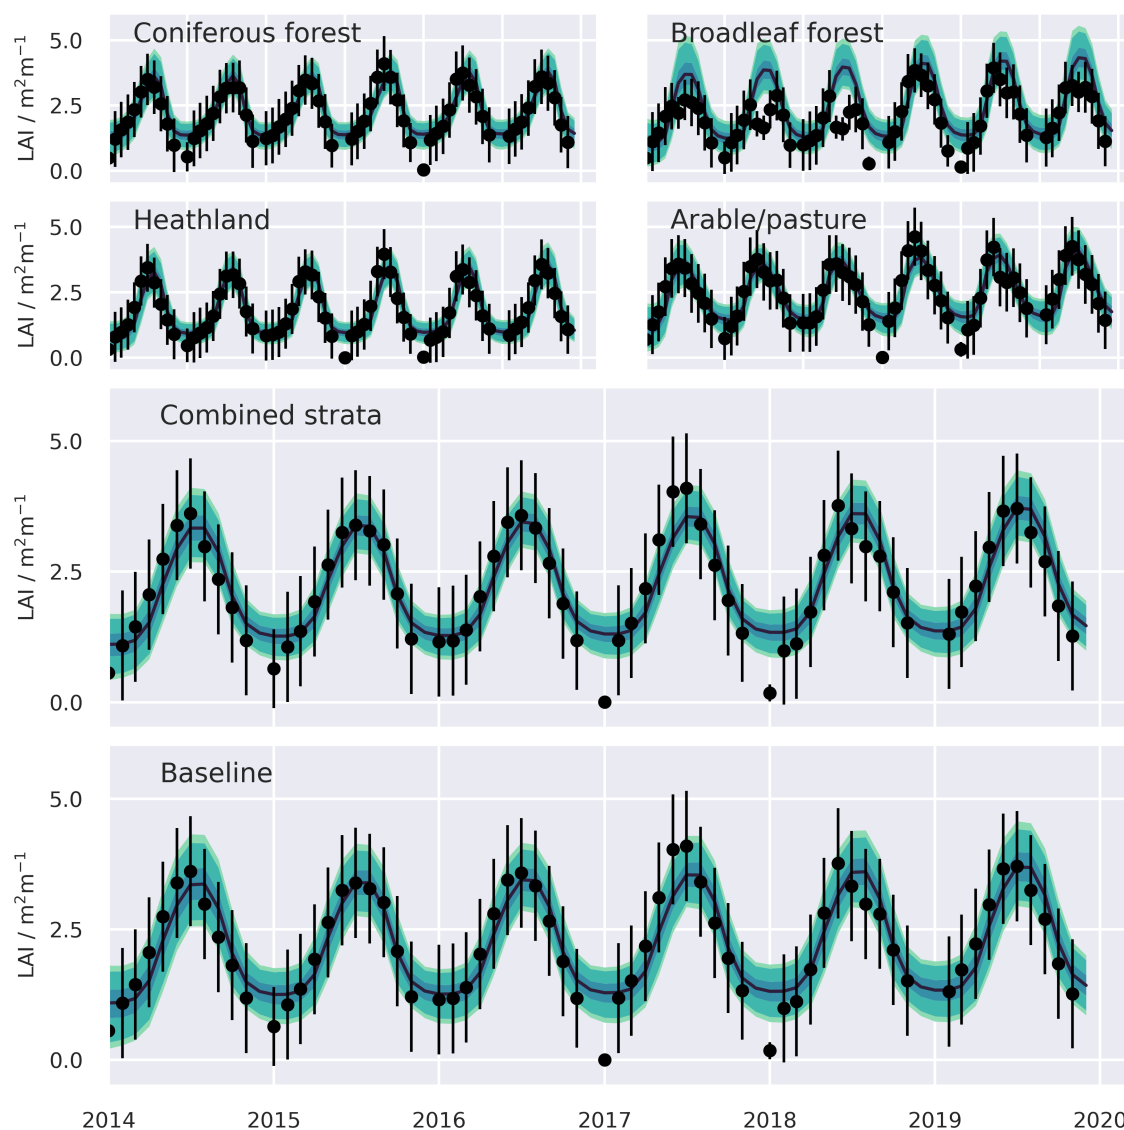 Coniferous forest
Broadleaf forest
5.0
2.5
0.0
LAI / m²m⁻¹
Heathland
Arable/pasture
5.0
2.5
0.0
LAI / m²m⁻¹
Combined strata
5.0
2.5
0.0
LAI / m²m⁻¹
Baseline
5.0
2.5
0.0
LAI / m²m⁻¹
2014 2015 2016 2017 2018 2019 2020